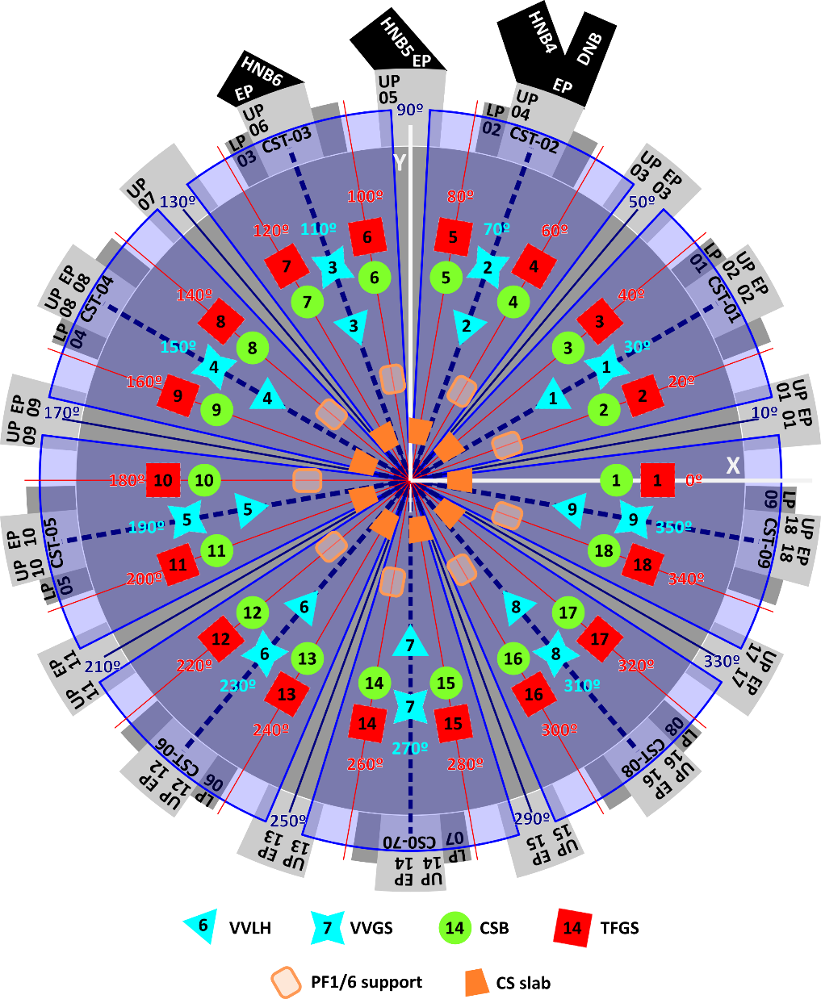 HNB6
EP
UP
06
HNB5
EP
UP
05
HNB4
DNB
EP
UP
04
LP
03
CST-03
90º
LP
02
CST-02
UP
07
130º
Y
UP EP
03 03
50º
100º
80º
110º
70º
120º
60º
6
5
3
2
7
4
6
5
7
4
3
2
UP EP
08 08
LP
04
CST-04
140º
150º
160º
8
4
8
9
9
4
LP 02 02
UP EP
01
CST-01
40º
30º
20º
3
3
1
2
2
1
UP EP
09 09
170º
UP EP
01 01
10º
180º
10
10
1
1
0º
X
5
5
190º
11
11
200º
UP EP
10 10
LP
05
CST-05
9
9
350º
18
18
340º
09
CST-09
LP 18 18
UP EP
UP EP
11 11
210º
12
12
220º
6
6
230º
13
13
240º
17
17
320º
8
8
310º
16
16
300º
330º
UP EP
17 17
7
14
15
7
14
15
270º
260º
280º
CST-06
06
LP
12 12
UP EP
CST-08
08
LP
16 16
UP EP
250º
UP EP
13 13
290º
UP EP
15 15
CS0-70
07
LP
14 14
UP EP
6 VVLH
7 VVGS
14 CSB
14 TFGS
PF1/6 support
CS slab